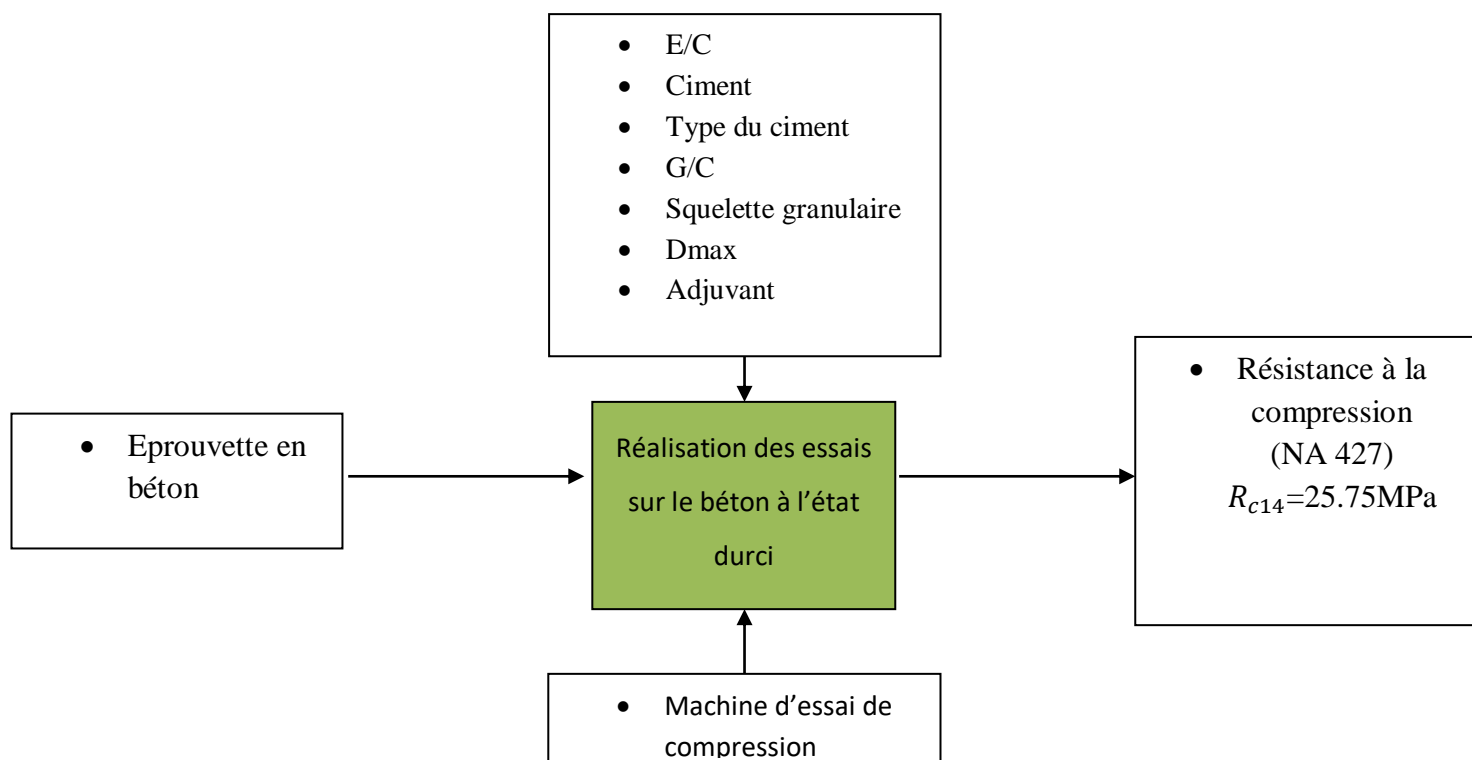 • E/C
• Ciment
• Type du ciment
• G/C
• Squelette granulaire
• Dmax
• Adjuvant
• Eprouvette en
béton
Réalisation des essais
sur le béton à l’état
durci
• Résistance à la
compression
(NA 427)
𝑅𝑐14=25.75MPa
• Machine d’essai de
compression